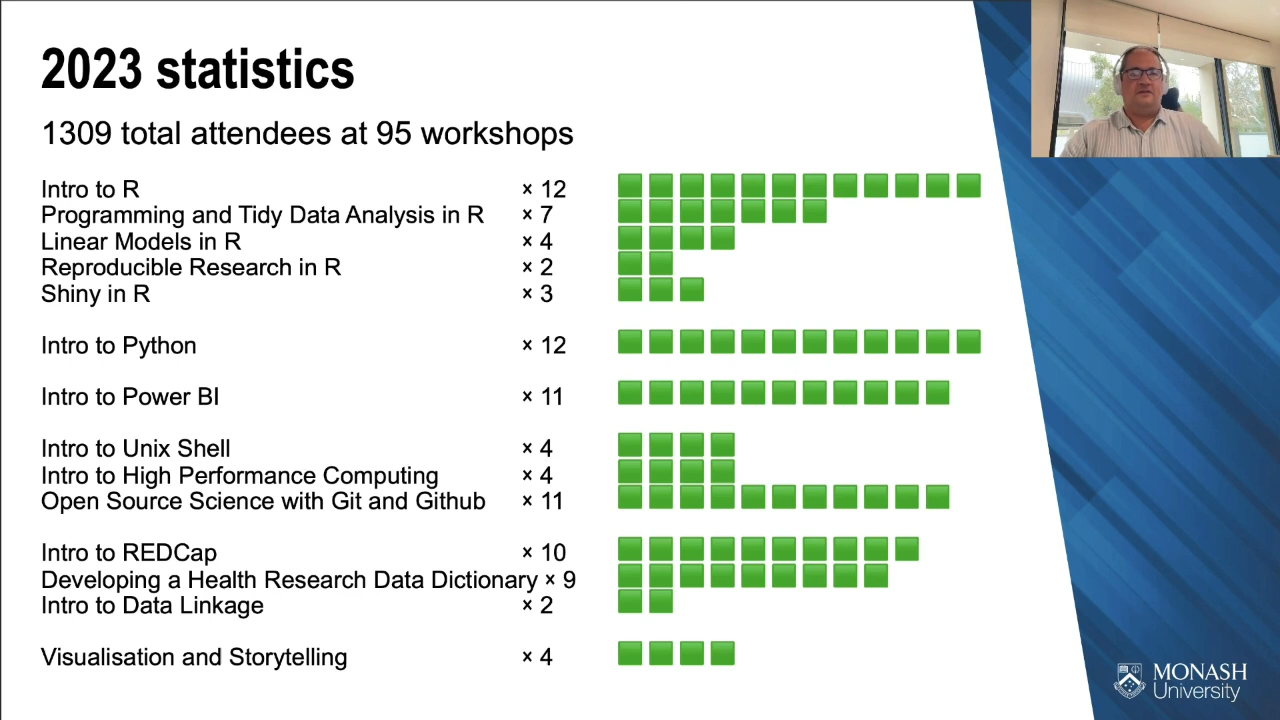 2023 statistics
1309 total attendees at 95 workshops
Intro to R × 12
Programming and Tidy Data Analysis in R × 7
Linear Models in R × 4
Reproducible Research in R × 2
Shiny in R × 3
Intro to Python × 12
Intro to Power BI × 11
Intro to Unix Shell × 4
Intro to High Performance Computing × 4
Open Source Science with Git and Github × 11
Intro to REDCap × 10
Developing a Health Research Data Dictionary × 9
Intro to Data Linkage × 2
Visualisation and Storytelling × 4
MONASH
University